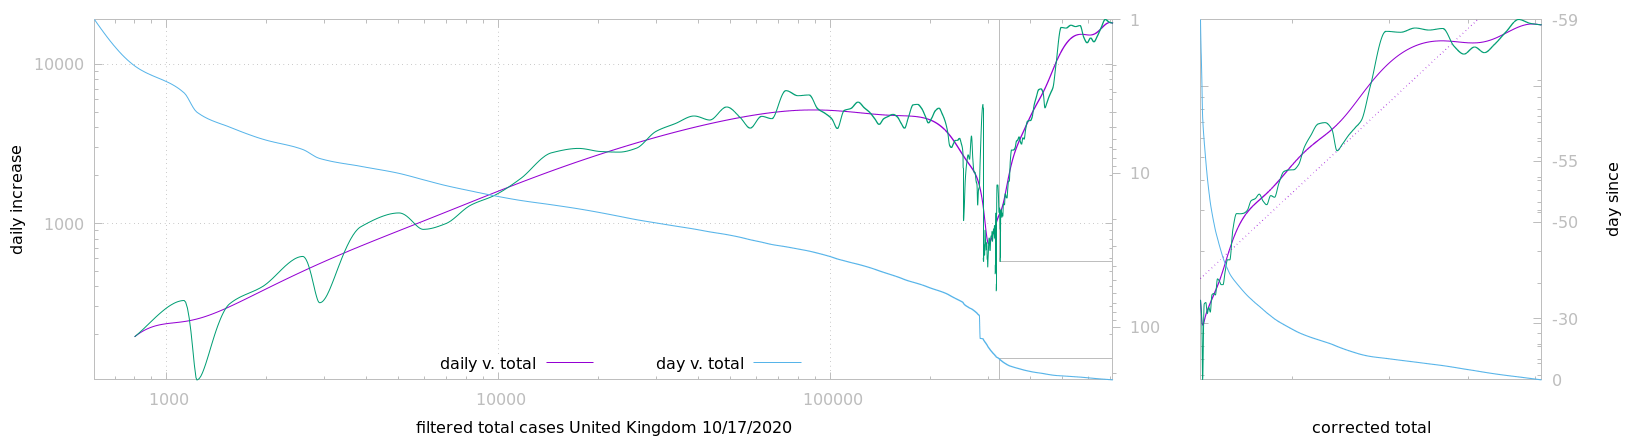 daily increase
10000
1000
1000
10000
100000
daily v. total
day v. total
1
10
100
filtered total cases United Kingdom 10/17/2020
-59
-55
-50
-30
0
day since
corrected total